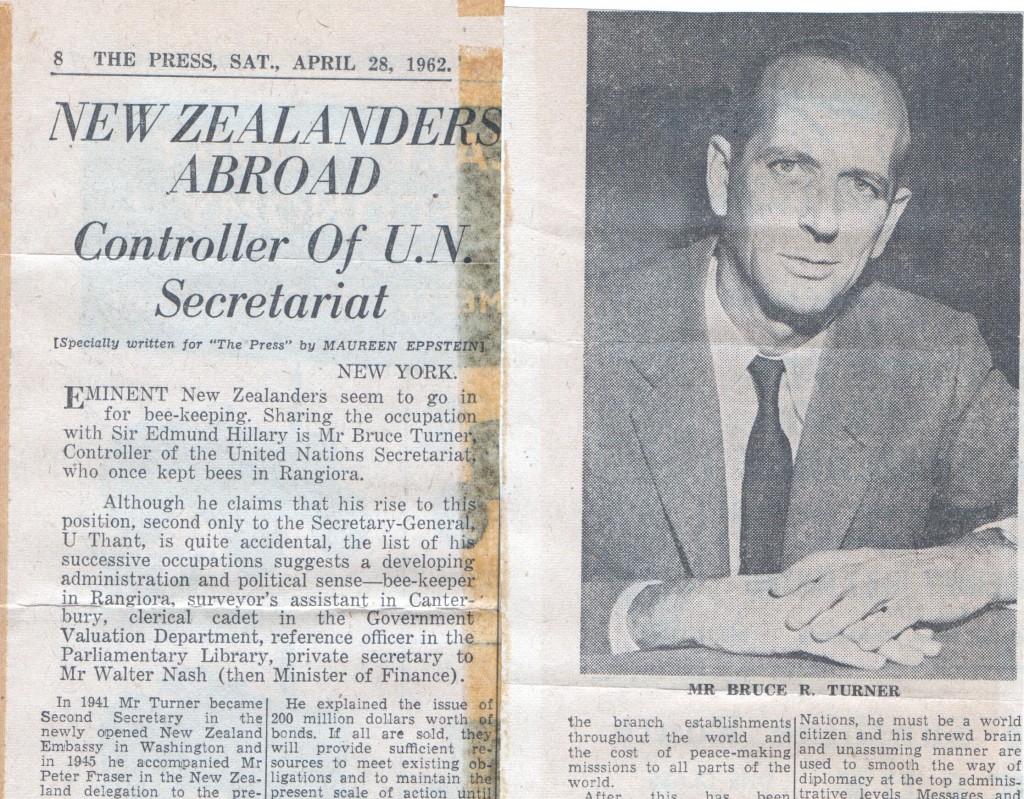 8 THE PRESS, SAT., APRIL 28, 1962.
NEW ZEALANDERS
ABROAD
Controller Of U.N.
Secretariat
[Specially written for "The Press" by MAUREEN EPPSTEIN]
NEW YORK.
EMINENT New Zealanders seem to go in
for bee-keeping. Sharing the occupation
with Sir Edmund Hillary is Mr Bruce Turner,
Controller of the United Nations Secretariat,
who once kept bees in Rangiora.
Although he claims that his rise to this
position, second only to the Secretary-General,
U Thant, is quite accidental, the list of his
successive occupations suggests a developing
administration and political sense—bee-keeper
in Rangiora, surveyor's assistant in Canter-
bury, clerical cadet in the Government
Valuation Department, reference officer in the
Parliamentary Library, private secretary to
Mr Walter Nash (then Minister of Finance).
In 1941 Mr Turner became
Second Secretary in the
newly opened New Zealand
Embassy in Washington and
in 1945 he accompanied Mr
Peter Fraser in the New Zea-
land delegation to the pre-
He explained the issue of
200 million dollars worth of
bonds. If all are sold, they
will provide sufficient re-
sources to meet existing ob-
ligations and to maintain the
present scale of action until
MR BRUCE R. TURNER
the branch establishments
throughout the world and
the cost of peace-making
misssions to all parts of the
world.
After this has been
Nations, he must be a world
citizen and his shrewd brain
and unassuming manner are
used to smooth the way of
diplomacy at the top adminis-
trative levels. Messages and